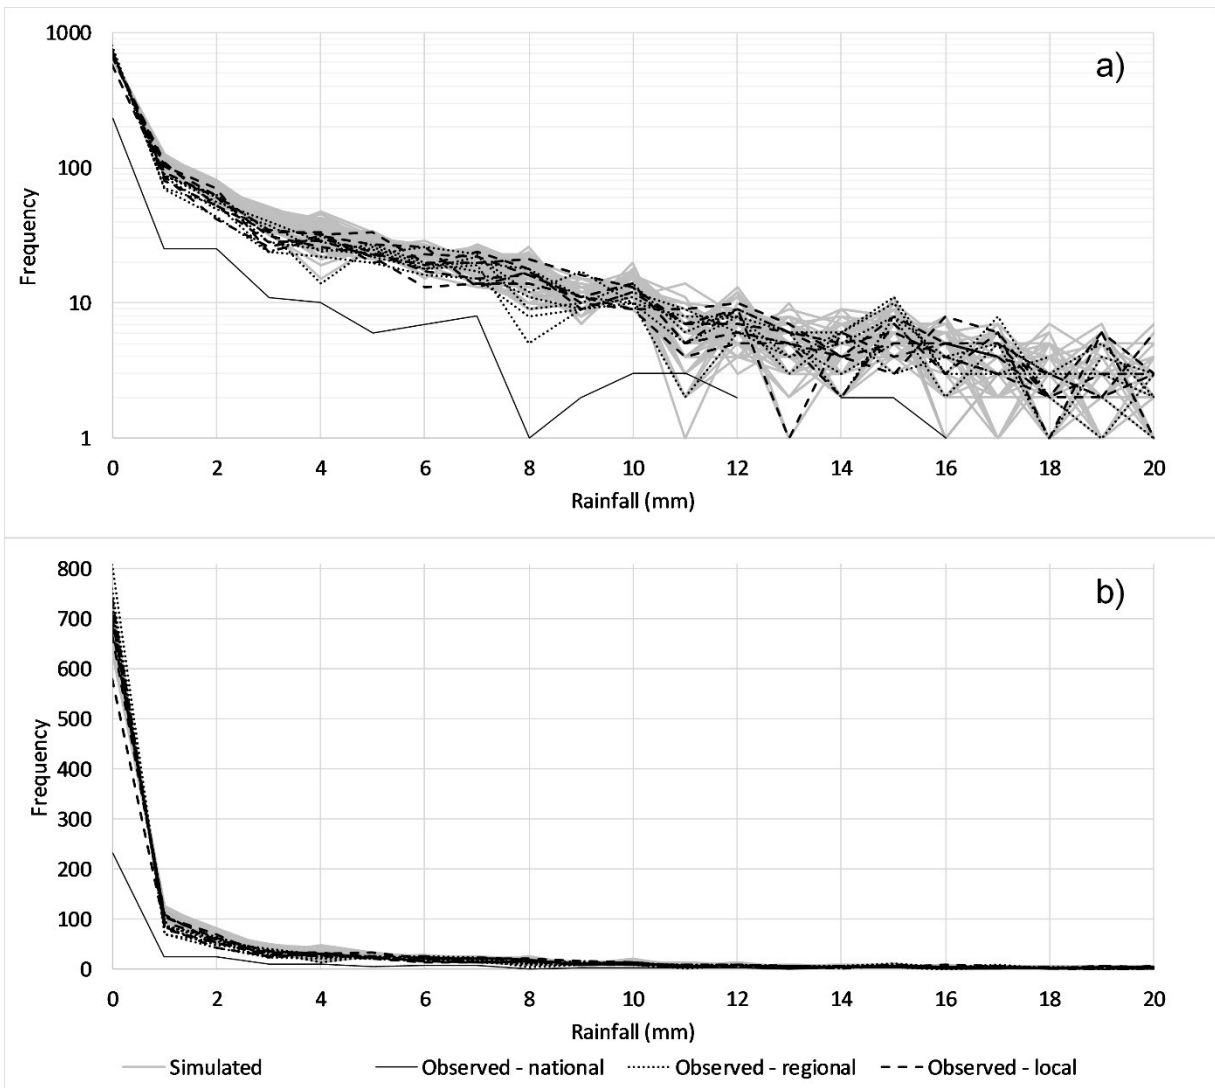 1000
a)
100
10
1
Frequency
0 2 4 6 8 10 12 14 16 18 20
Rainfall (mm)
800
b)
700
600
500
400
300
200
100
0
Frequency
0 2 4 6 8 10 12 14 16 18 20
Rainfall (mm)
Simulated Observed - national Observed - regional Observed - local